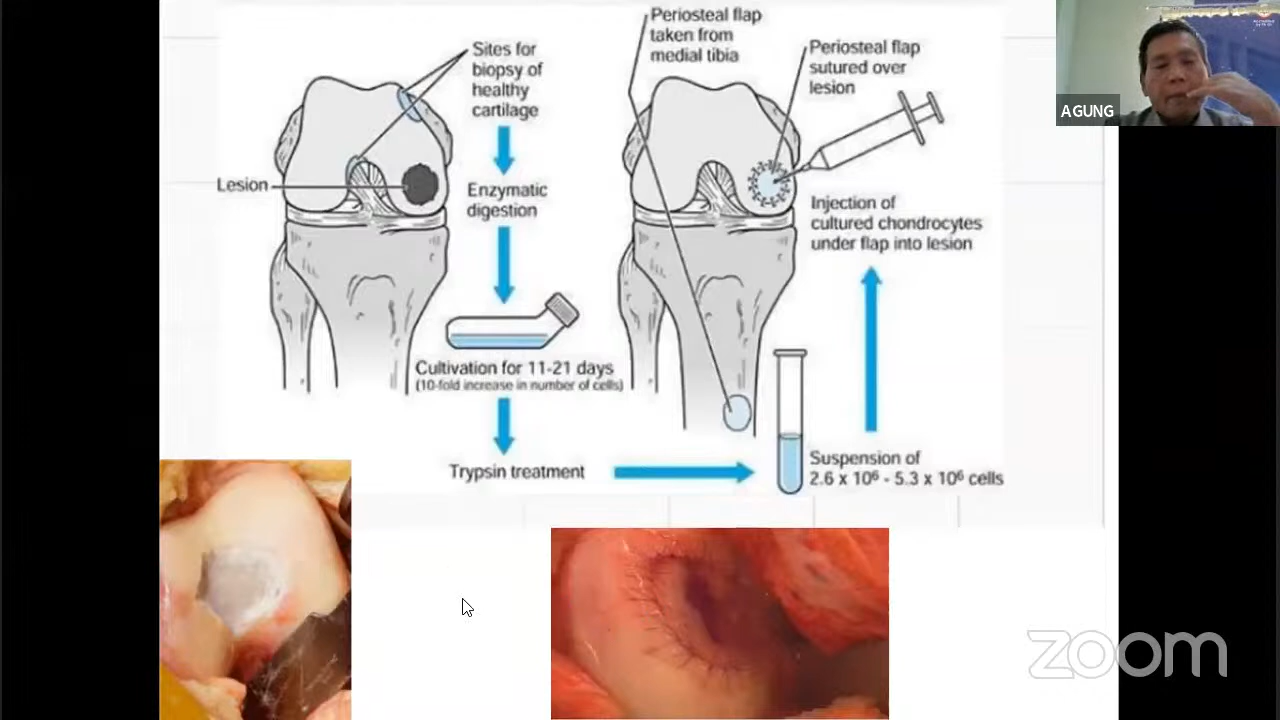 Sites for
biopsy of
healthy
cartilage
Lesion
Enzymatic
digestion
Cultivation for 11-21 days
(10-fold increase in number of cells)
Trypsin treatment
Periosteal flap
taken from
medial tibia
Periosteal flap
sutured over
lesion
Injection of
cultured chondrocytes
under flap into lesion
Suspension of
2.6 x 10⁶ - 5.3 x 10⁶ cells
AGUNG
zoom